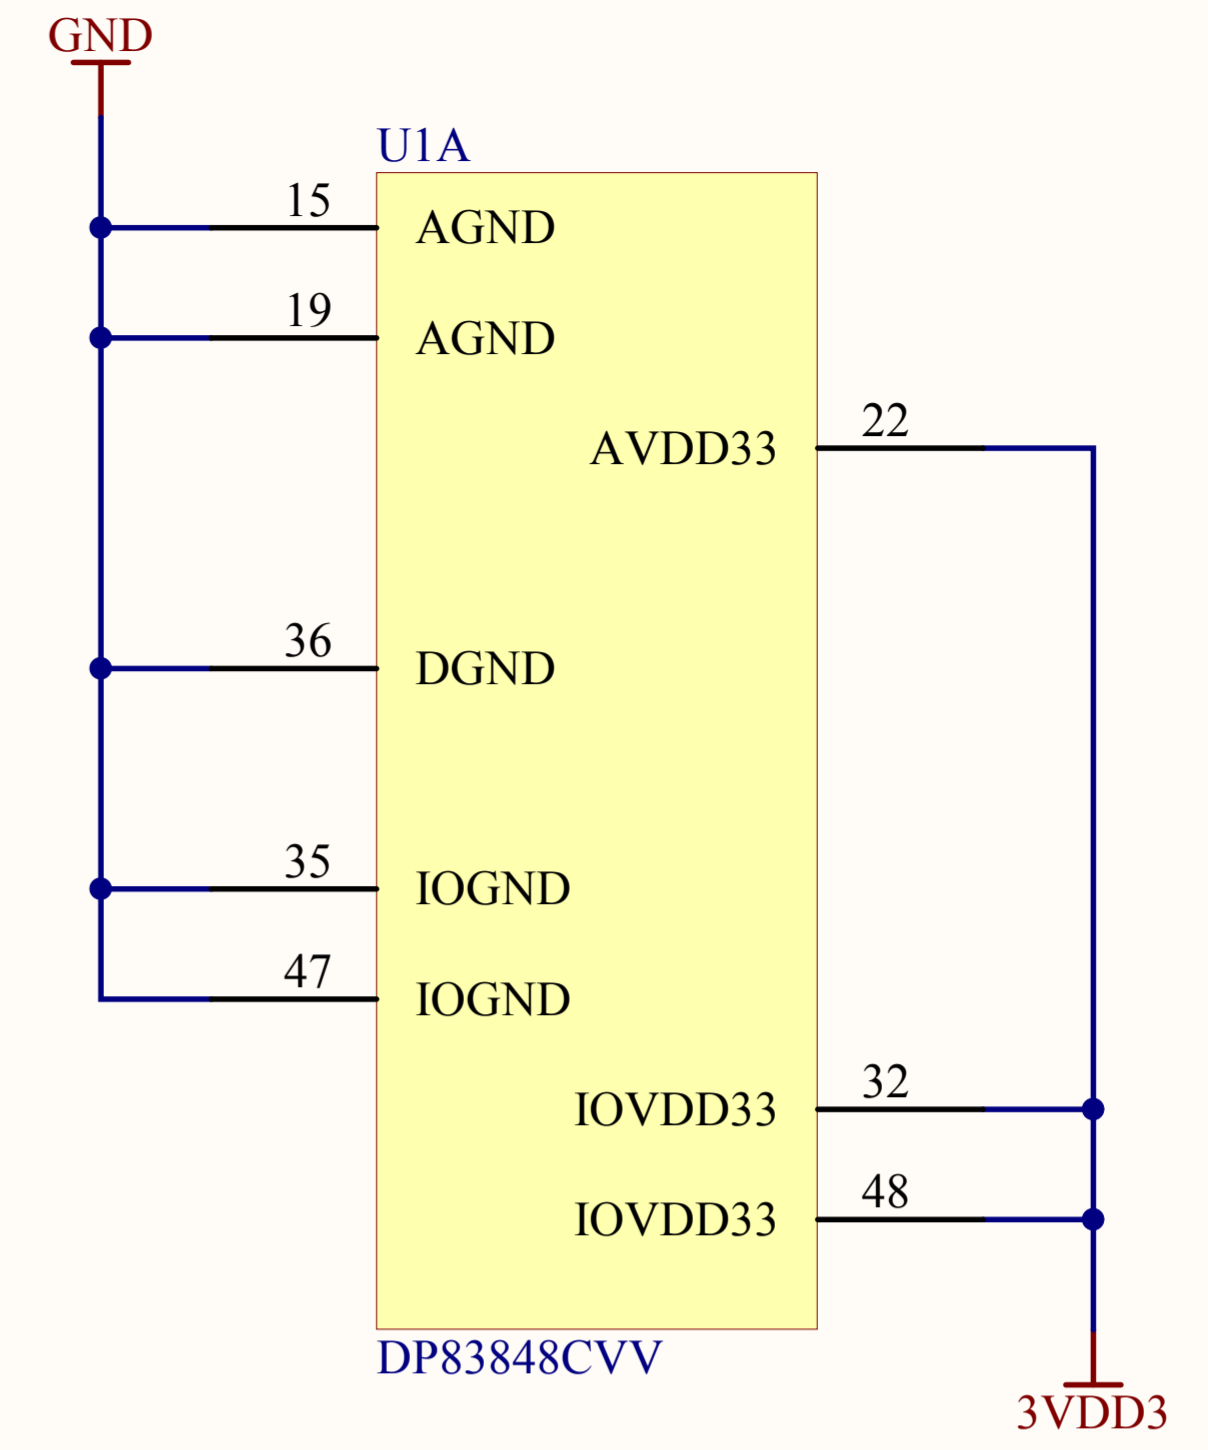 GND
U1A
15
AGND
19
AGND
22
AVDD33
36
DGND
35
IOGND
47
IOGND
32
IOVDD33
48
IOVDD33
DP83848CVV
3VDD3